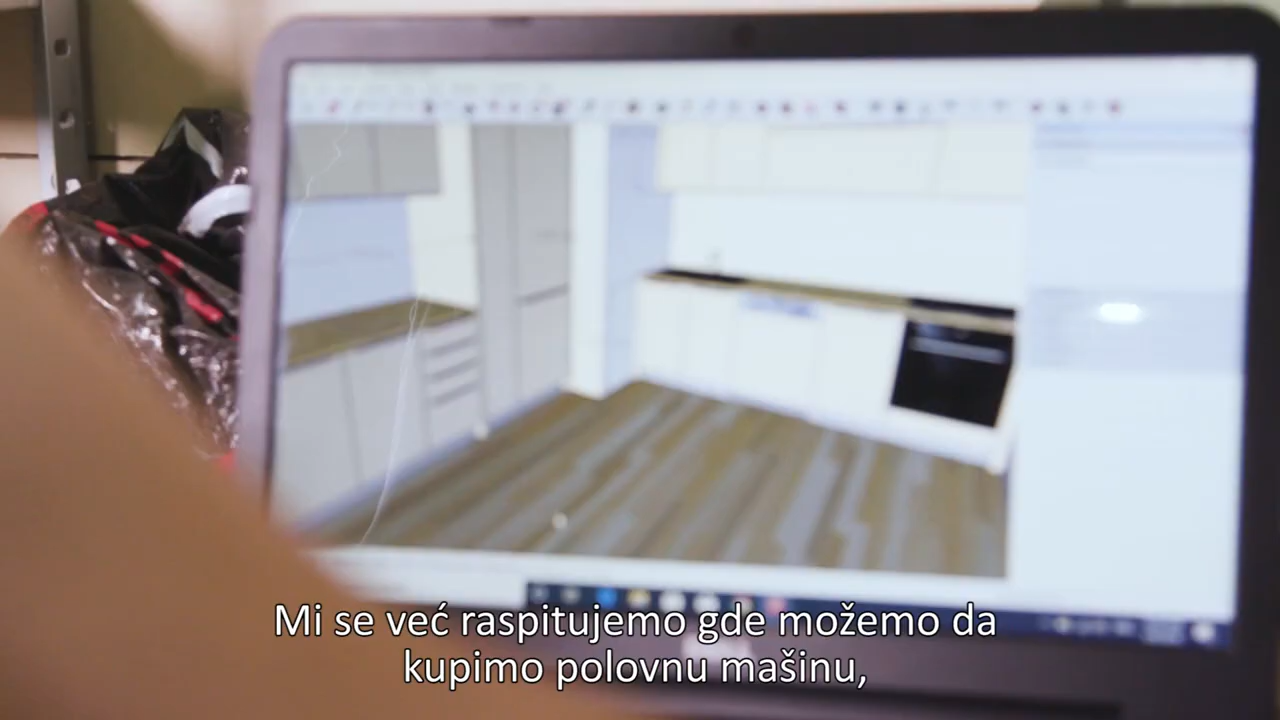 Mi se već raspitujemo gde možemo da
kupimo polovnu mašinu,